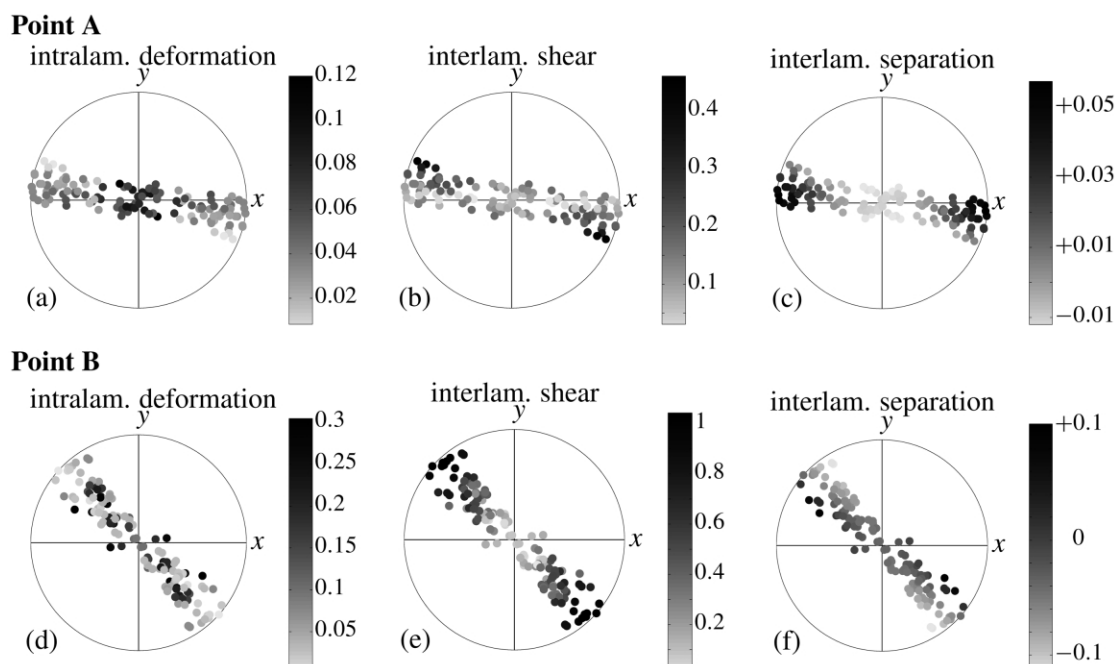 Point A
intralam. deformation
y
x
0.12
0.10
0.08
0.06
0.04
0.02
(a)
interlam. shear
y
x
0.4
0.3
0.2
0.1
(b)
interlam. separation
y
x
+0.05
+0.03
+0.01
−0.01
(c)
Point B
intralam. deformation
y
x
0.3
0.25
0.20
0.15
0.10
0.05
(d)
interlam. shear
y
x
1
0.8
0.6
0.4
0.2
(e)
interlam. separation
y
x
+0.1
0
−0.1
(f)